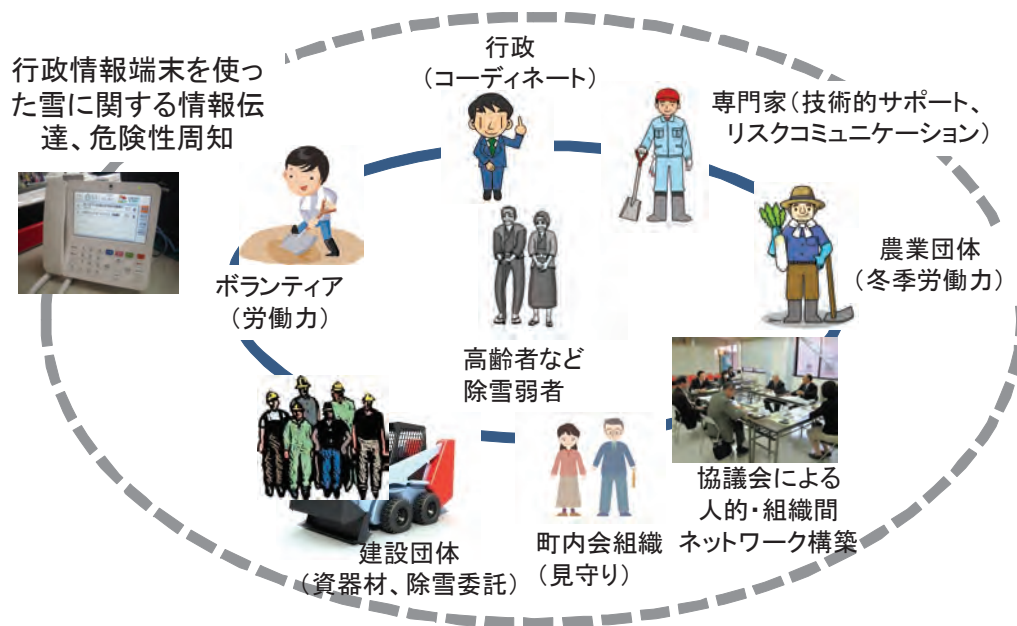 行政情報端末を使っ
た雪に関する情報伝
達、危険性周知
行政
（コーディネート）
専門家（技術的サポート、
リスクコミュニケーション）
ボランティア
（労働力）
農業団体
（冬季労働力）
高齢者など
除雪弱者
建設団体
（資器材、除雪委託）
町内会組織
（見守り）
協議会による
人的・組織間
ネットワーク構築